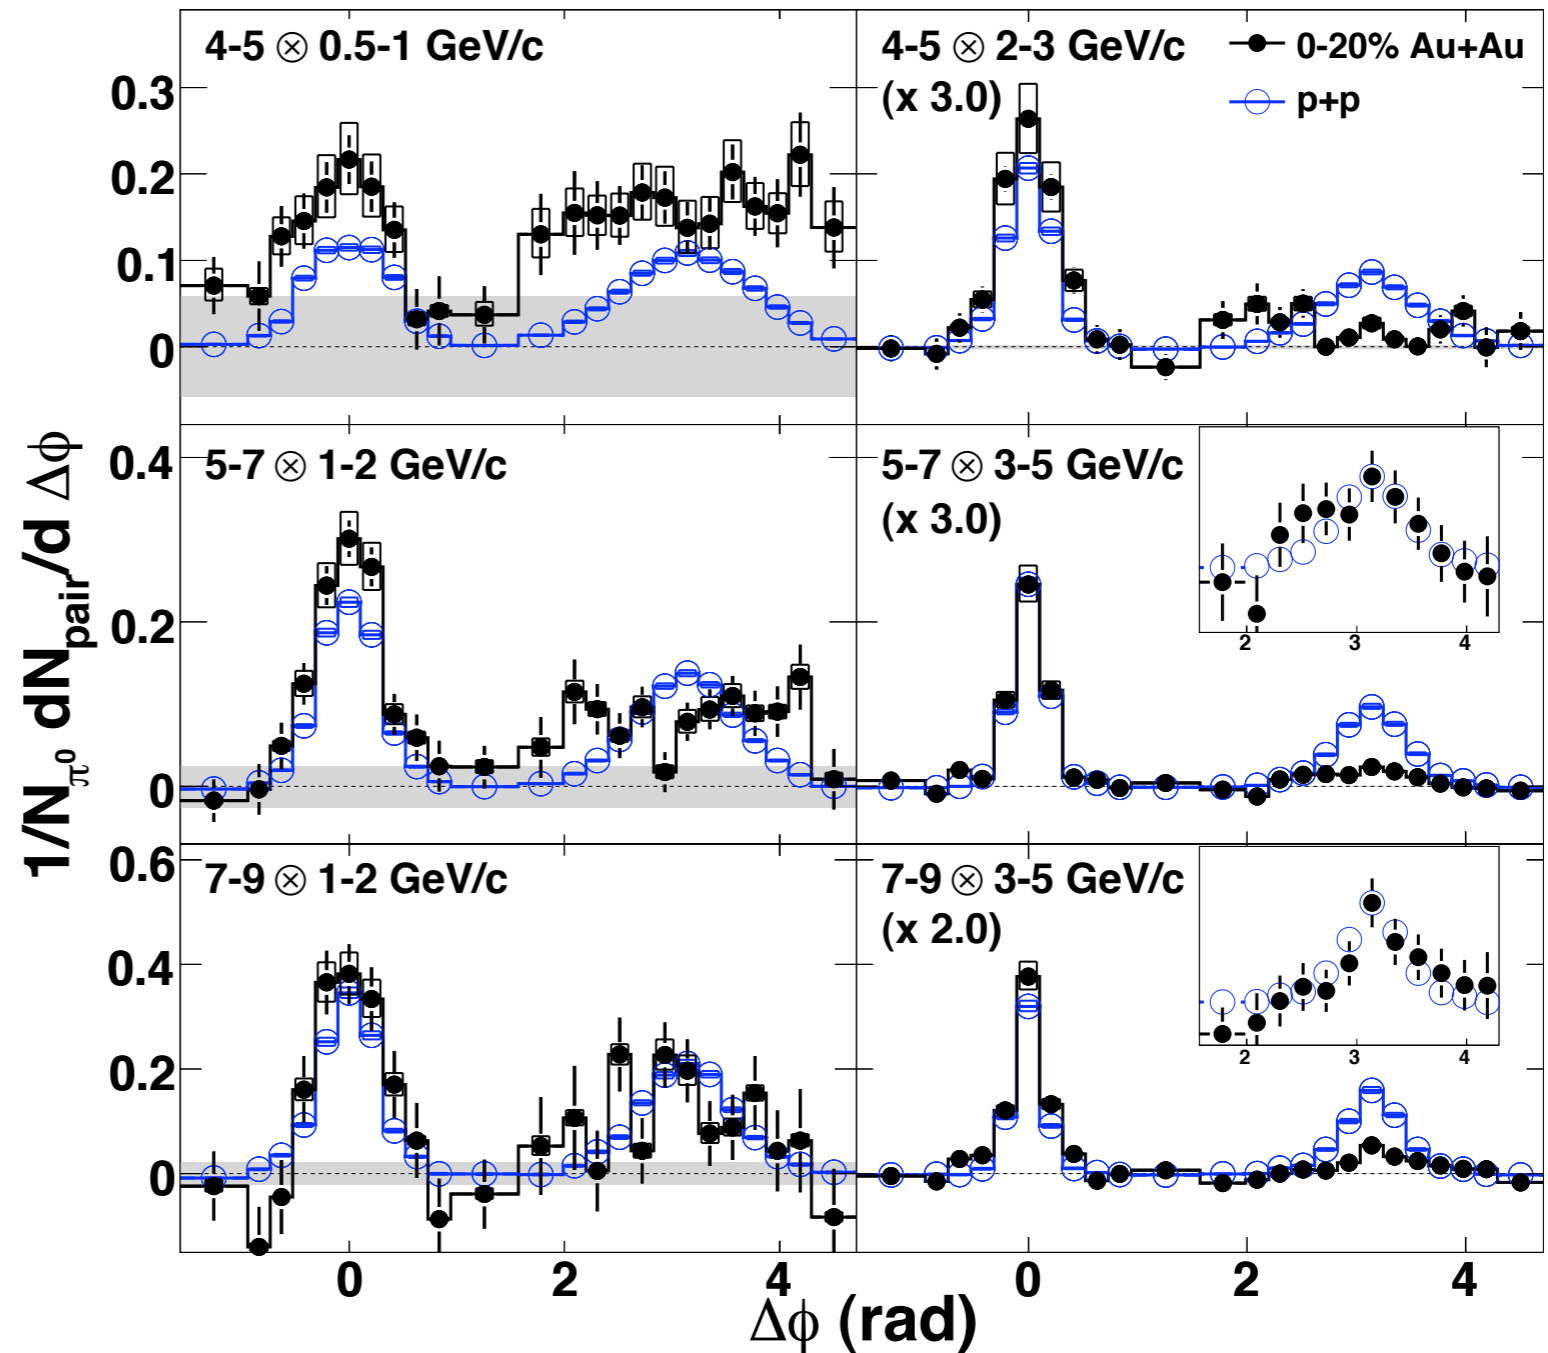 4-5 ⊗ 0.5-1 GeV/c
4-5 ⊗ 2-3 GeV/c
(x 3.0)
0-20% Au+Au
p+p
0.3
0.2
0.1
0
5-7 ⊗ 1-2 GeV/c
5-7 ⊗ 3-5 GeV/c
(x 3.0)
0.4
0.2
0
2 3 4
7-9 ⊗ 1-2 GeV/c
7-9 ⊗ 3-5 GeV/c
(x 2.0)
0.6
0.4
0.2
0
2 3 4
0 2 4 0 2 4
1/N_π⁰ dN_pair/d Δϕ
Δϕ (rad)